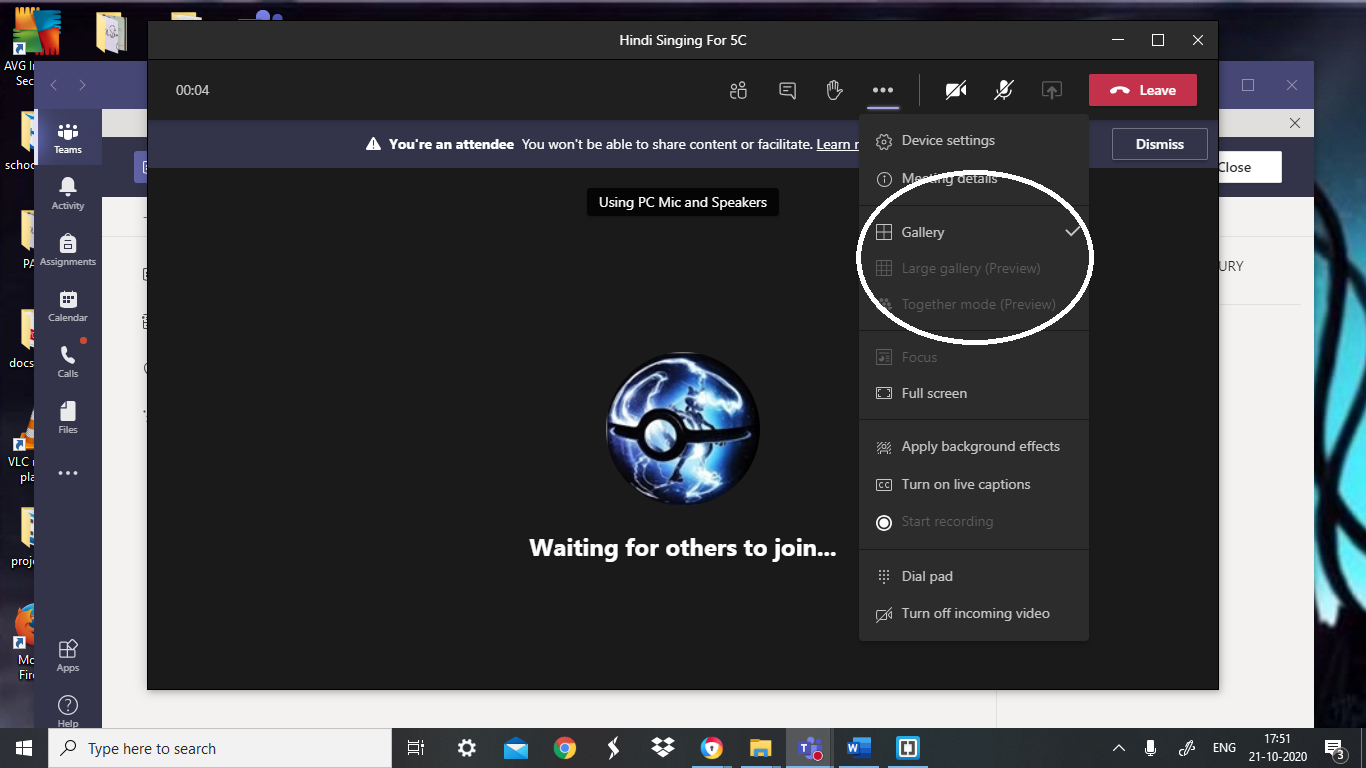 Hindi Singing For 5C
00:04
Leave
You're an attendee You won't be able to share content or facilitate. Learn
Dismiss
Close
Using PC Mic and Speakers
Device settings
Meeting details
Gallery
Large gallery (Preview)
Together mode (Preview)
Focus
Full screen
Apply background effects
Turn on live captions
Start recording
Dial pad
Turn off incoming video
Waiting for others to join...
Teams
Activity
Assignments
Calendar
Calls
Files
Apps
Help
AVG In
Sec
schoo
PA
docs
VLC
pla
proje
Mo
Fire
URY
Type here to search
ENG
17:51
21-10-2020
3